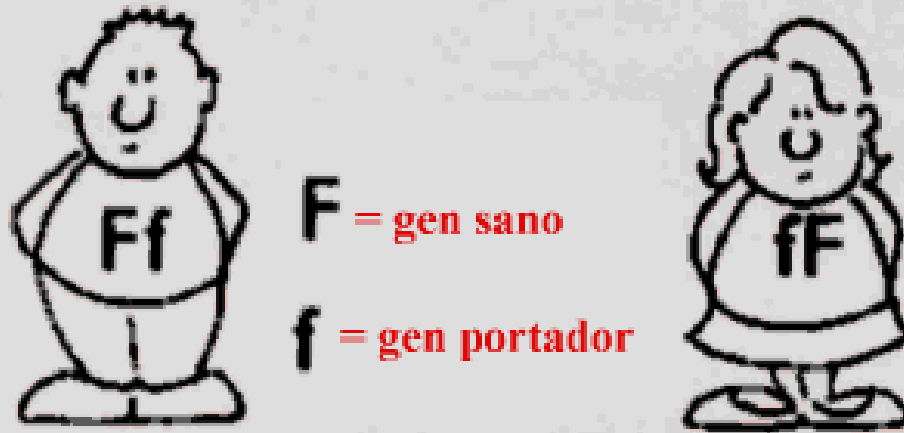 Ff
F = gen sano
f = gen portador
fF